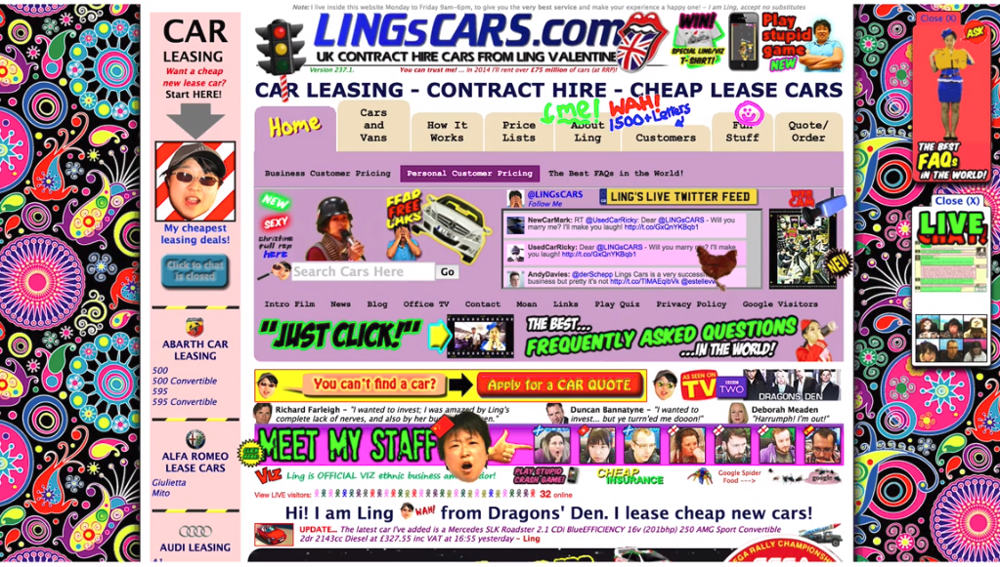 Note: I live inside this website Monday to Friday 9am-6pm, to give you the very best service and make your experience a happy one! - I am Ling, accept no substitutes
LINGsCARS.com
UK CONTRACT HIRE CARS FROM LING VALENTINE
Version 237.1.
You can trust me! ... In 2014 I'll rent over £75 million of cars (at RRP)!
WIN!
SPECIAL LING/VIZ
T-SHIRT!
Play
stupid
game
NEW
CAR
LEASING
Want a cheap
new lease car?
Start HERE!
My cheapest
leasing deals!
Click to chat
is closed
ABARTH CAR
LEASING
500
500 Convertible
595
595 Convertible
ALFA ROMEO
LEASE CARS
Giulietta
Mito
AUDI LEASING
CAR LEASING - CONTRACT HIRE - CHEAP LEASE CARS
me!
WAH!
1500+ Letters
Home
Cars
and
Vans
How It
Works
Price
Lists
About
Ling
Customers
Fun
Stuff
Quote/
Order
Business Customer Pricing
Personal Customer Pricing
The Best FAQs in the World!
NEW
SEXY
christine
full rep
here
READ
FREE
Search Cars Here
Go
@LINGsCARS
Follow Me
LING'S LIVE TWITTER FEED
NewCarMark: RT @UsedCarRicky: Dear @LINGsCARS - Will you
marry me? I'll make you laugh! http://t.co/GxQnYKBqb1
UsedCarRicky: Dear @LINGsCARS - Will you marry me? I'll make
you laugh! http://t.co/GxQnYKBqb1
AndyDavies: @derSchepp Lings Cars is a very success
business but pretty it's not http://t.co/TlMAEqibVk @estellev
NEW
Intro Film
News
Blog
Office TV
Contact
Moan
Links
Play Quiz
Privacy Policy
Google Visitors
"JUST CLICK!"
THE BEST...
FREQUENTLY ASKED QUESTIONS
...IN THE WORLD!
You can't find a car?
Apply for a CAR QUOTE
AS SEEN ON
TV
BBC
TWO
DRAGONS' DEN
Richard Farleigh - "I wanted to invest; I was amazed by Ling's
complete lack of nerves, and also by her
Duncan Bannatyne - "I wanted to
invest... but ye turn'ed me doon!"
Deborah Meaden
"Harrumph! I'm out!"
MEET MY STAFF
Viz
Ling is OFFICIAL VIZ ethnic business
PLAY STUPID
CRASH GAME!
CHEAP
INSURANCE
Google Spider
Food --->
google
View LIVE visitors:
32 online
Hi! I am Ling
WAH!
from Dragons' Den. I lease cheap new cars!
UPDATE... The latest car I've added is a Mercedes SLK Roadster 2.1 CDi BlueEFFICIENCY 16v (201bhp) 250 AMG Sport Convertible
2dr 2143cc Diesel at £327.55 inc VAT at 16:55 yesterday - Ling
RALLY CHAMPIONSHIP
Close (X)
ASK
THE BEST
FAQs
IN THE WORLD!
Close (X)
LIVE